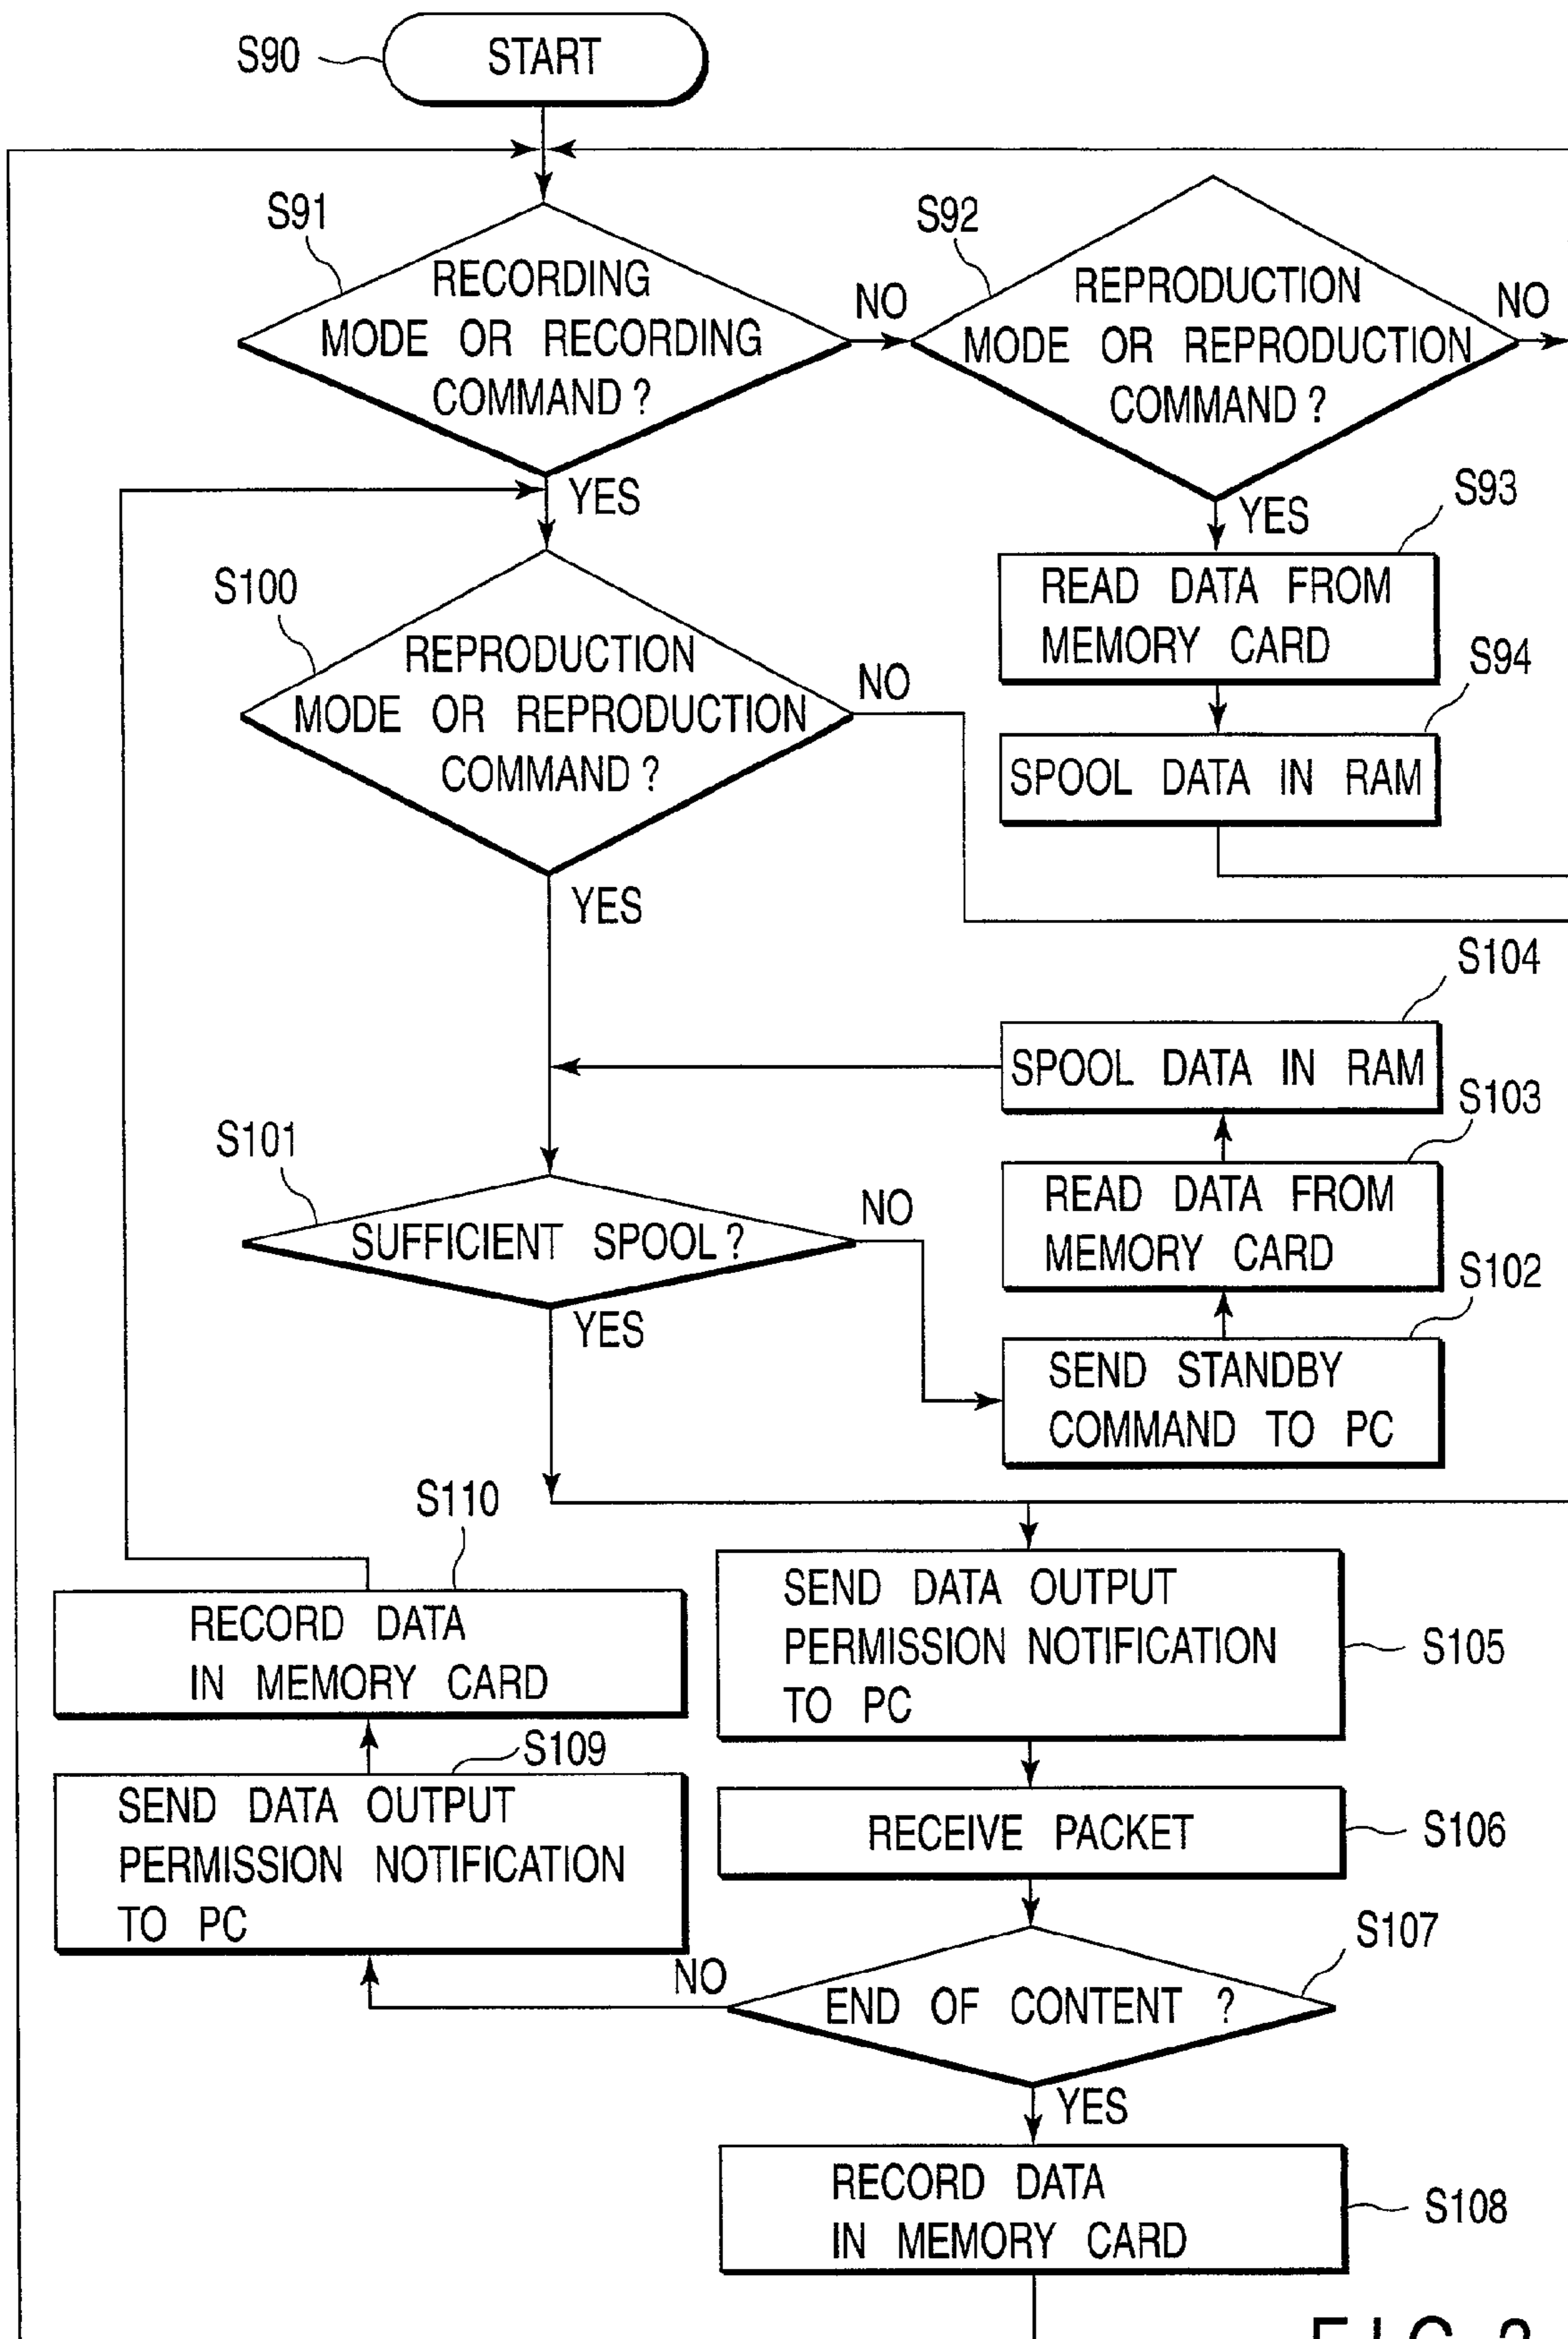 S90
START
S91
RECORDING
MODE OR RECORDING
COMMAND?
NO
YES
S92
REPRODUCTION
MODE OR REPRODUCTION
COMMAND?
NO
YES
S93
READ DATA FROM
MEMORY CARD
S94
SPOOL DATA IN RAM
S100
REPRODUCTION
MODE OR REPRODUCTION
COMMAND?
NO
YES
S104
SPOOL DATA IN RAM
S103
READ DATA FROM
MEMORY CARD
S101
SUFFICIENT SPOOL?
NO
YES
S102
SEND STANDBY
COMMAND TO PC
S110
RECORD DATA
IN MEMORY CARD
SEND DATA OUTPUT
PERMISSION NOTIFICATION
TO PC
S105
S109
SEND DATA OUTPUT
PERMISSION NOTIFICATION
TO PC
RECEIVE PACKET
S106
S107
END OF CONTENT ?
NO
YES
RECORD DATA
IN MEMORY CARD
S108